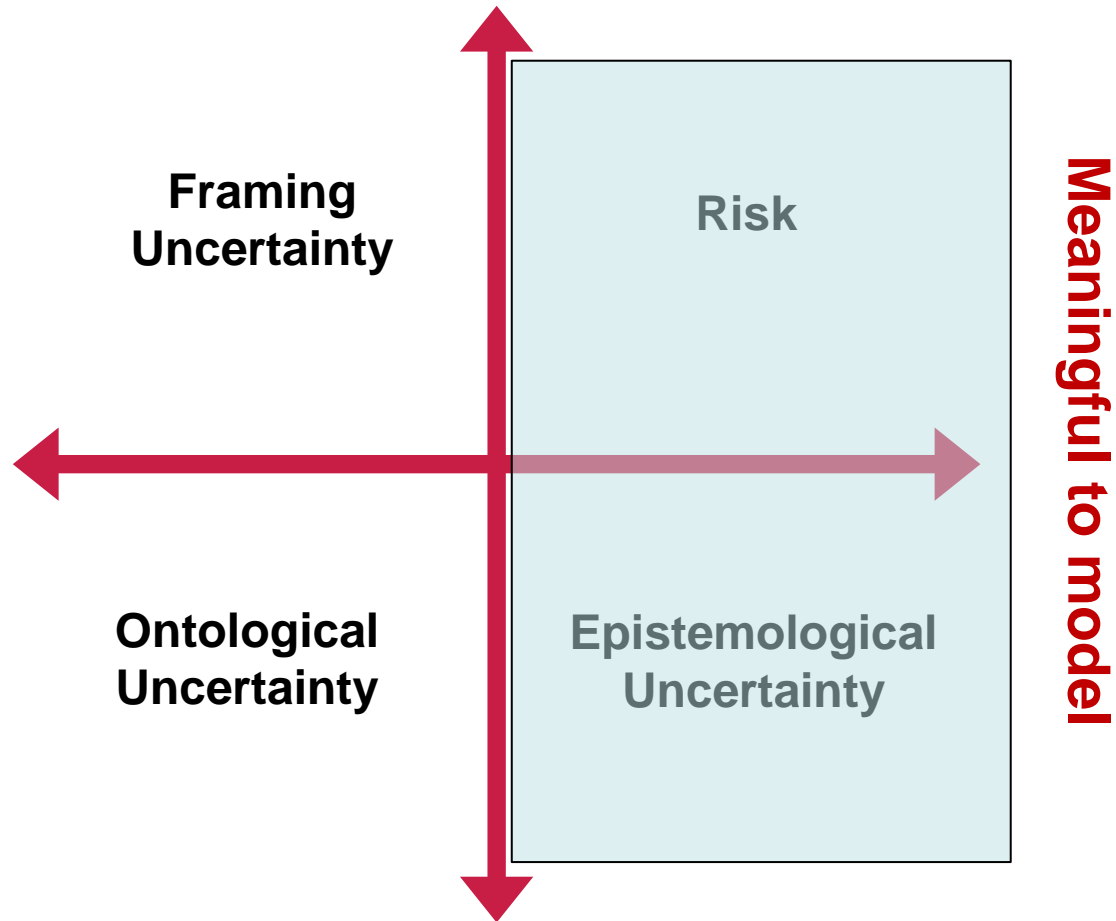 Framing
Uncertainty
Risk
Ontological
Uncertainty
Epistemological
Uncertainty
Meaningful to model